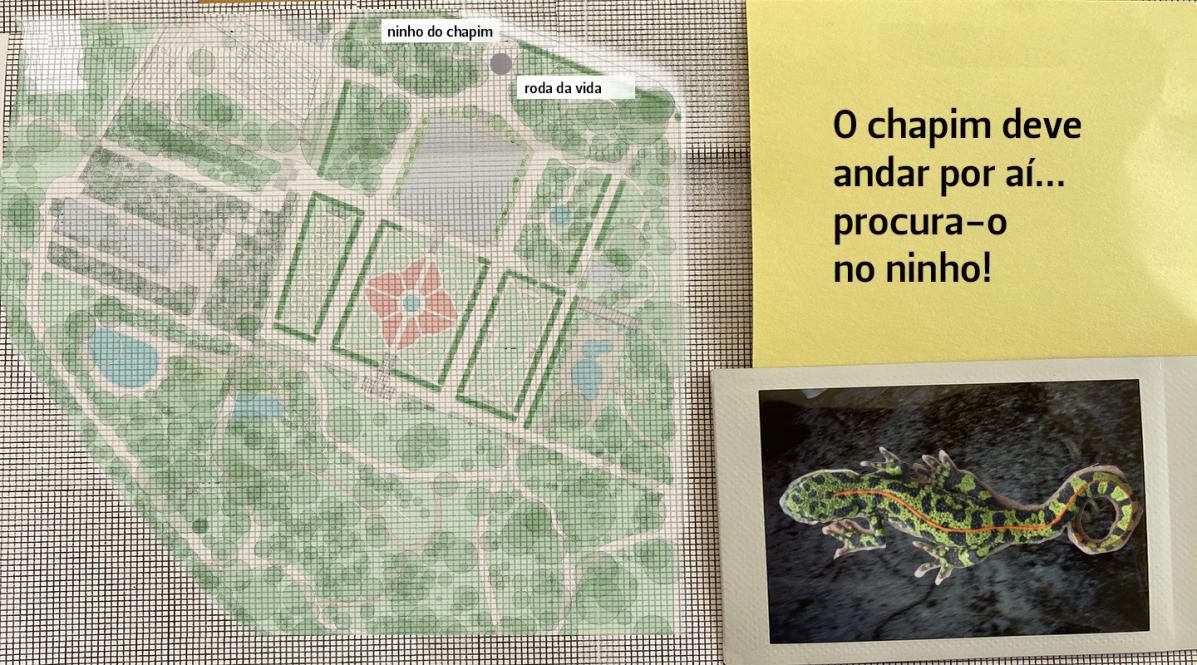 ninho do chapim
roda da vida
O chapim deve
andar por aí...
procura-o
no ninho!